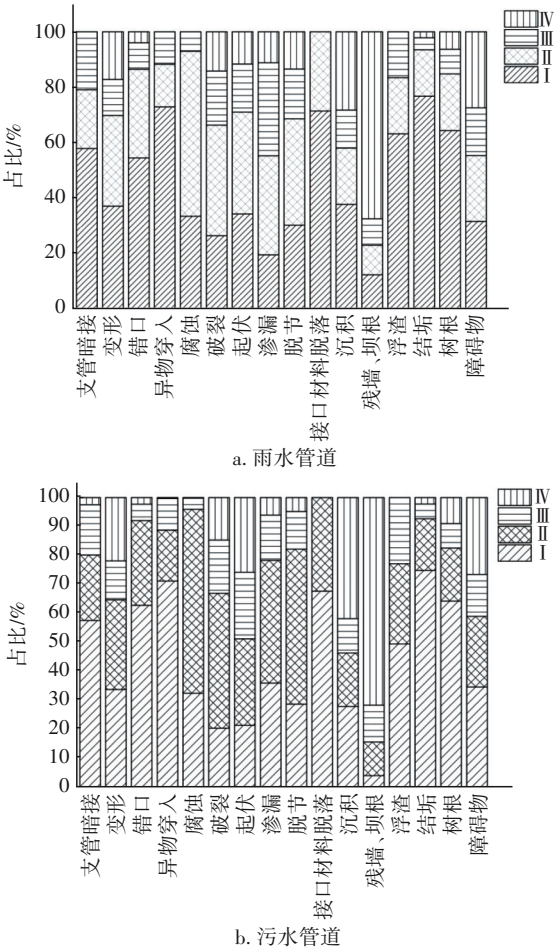 100
80
60
40
20
0
占比/%
Ⅳ
Ⅲ
Ⅱ
Ⅰ
支管暗接
变形
错口
异物穿入
腐蚀
破裂
起伏
渗漏
脱节
接口材料脱落
沉积
残墙、坝根
浮渣
结垢
树根
障碍物
a. 雨水管道
100
90
80
70
60
50
40
30
20
10
0
占比/%
Ⅳ
Ⅲ
Ⅱ
Ⅰ
支管暗接
变形
错口
异物穿入
腐蚀
破裂
起伏
渗漏
脱节
接口材料脱落
沉积
残墙、坝根
浮渣
结垢
树根
障碍物
b. 污水管道